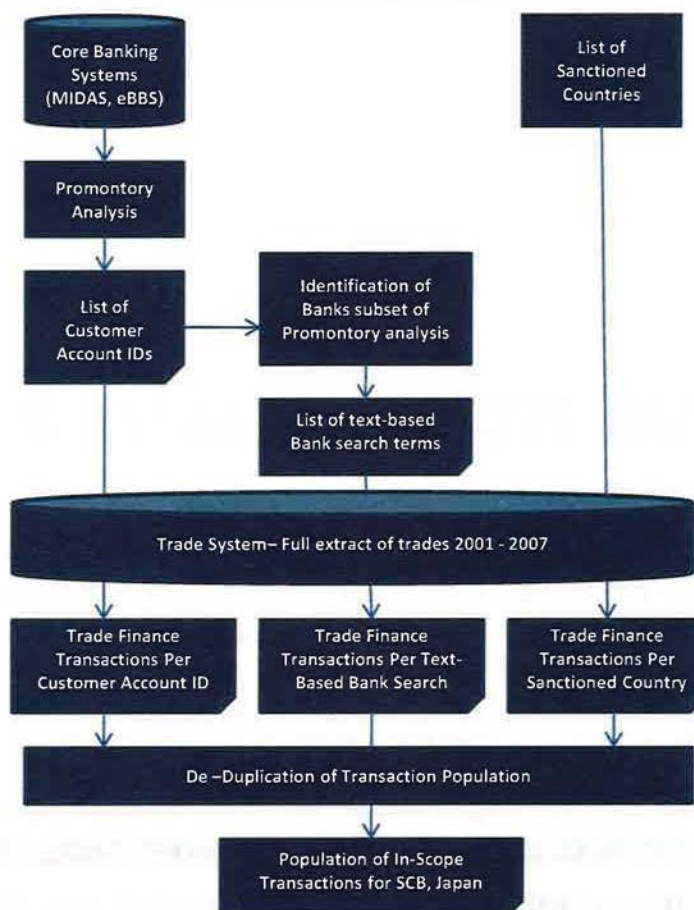 Core Banking
Systems
(MIDAS, eBBS)
List of
Sanctioned
Countries
Promontory
Analysis
List of
Customer
Account IDs
Identification of
Banks subset of
Promontory analysis
List of text-based
Bank search terms
Trade System– Full extract of trades 2001 - 2007
Trade Finance
Transactions Per
Customer Account ID
Trade Finance
Transactions Per Text-
Based Bank Search
Trade Finance
Transactions Per
Sanctioned Country
De –Duplication of Transaction Population
Population of In-Scope
Transactions for SCB, Japan